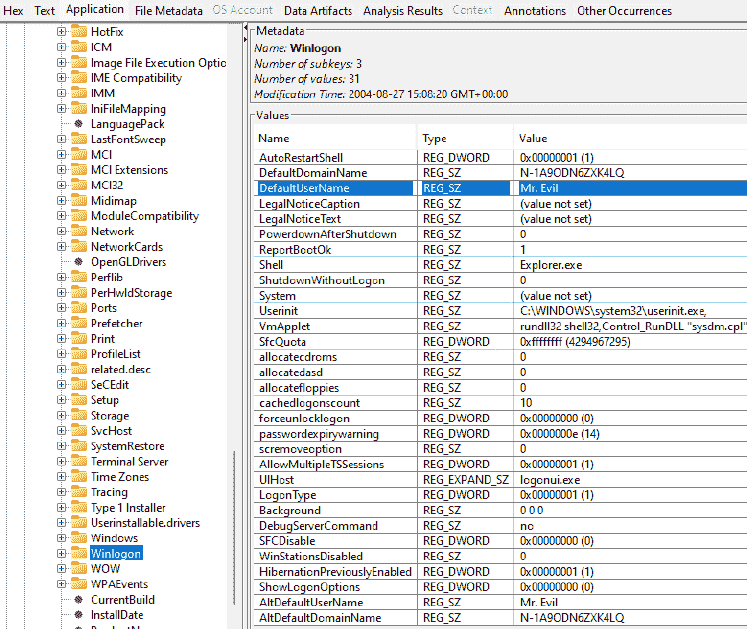 Hex Text Application File Metadata OS Account Data Artifacts Analysis Results Context Annotations Other Occurrences
HotFix
ICM
Image File Execution Optio
IME Compatibility
IMM
IniFileMapping
LanguagePack
LastFontSweep
MCI
MCI Extensions
MCI32
Midimap
ModuleCompatibility
Network
NetworkCards
OpenGLDrivers
Perflib
PerHwIdStorage
Ports
Prefetcher
Print
ProfileList
related.desc
SeCEdit
Setup
Storage
SvcHost
SystemRestore
Terminal Server
Time Zones
Tracing
Type 1 Installer
Userinstallable.drivers
Windows
Winlogon
WOW
WPAEvents
CurrentBuild
InstallDate
Metadata
Name: Winlogon
Number of subkeys: 3
Number of values: 31
Modification Time: 2004-08-27 15:08:20 GMT+00:00
Values
Name Type Value
AutoRestartShell REG_DWORD 0x00000001 (1)
DefaultDomainName REG_SZ N-1A9ODN6ZXK4LQ
DefaultUserName REG_SZ Mr. Evil
LegalNoticeCaption REG_SZ (value not set)
LegalNoticeText REG_SZ (value not set)
PowerdownAfterShutdown REG_SZ 0
ReportBootOk REG_SZ 1
Shell REG_SZ Explorer.exe
ShutdownWithoutLogon REG_SZ 0
System REG_SZ (value not set)
Userinit REG_SZ C:\WINDOWS\system32\userinit.exe,
VmApplet REG_SZ rundll32 shell32,Control_RunDLL "sysdm.cpl"
SfcQuota REG_DWORD 0xffffffff (4294967295)
allocatecdroms REG_SZ 0
allocatedasd REG_SZ 0
allocatefloppies REG_SZ 0
cachedlogonscount REG_SZ 10
forceunlocklogon REG_DWORD 0x00000000 (0)
passwordexpirywarning REG_DWORD 0x0000000e (14)
scremoveoption REG_SZ 0
AllowMultipleTSSessions REG_DWORD 0x00000001 (1)
UIHost REG_EXPAND_SZ logonui.exe
LogonType REG_DWORD 0x00000001 (1)
Background REG_SZ 0 0 0
DebugServerCommand REG_SZ no
SFCDisable REG_DWORD 0x00000000 (0)
WinStationsDisabled REG_SZ 0
HibernationPreviouslyEnabled REG_DWORD 0x00000001 (1)
ShowLogonOptions REG_DWORD 0x00000000 (0)
AltDefaultUserName REG_SZ Mr. Evil
AltDefaultDomainName REG_SZ N-1A9ODN6ZXK4LQ